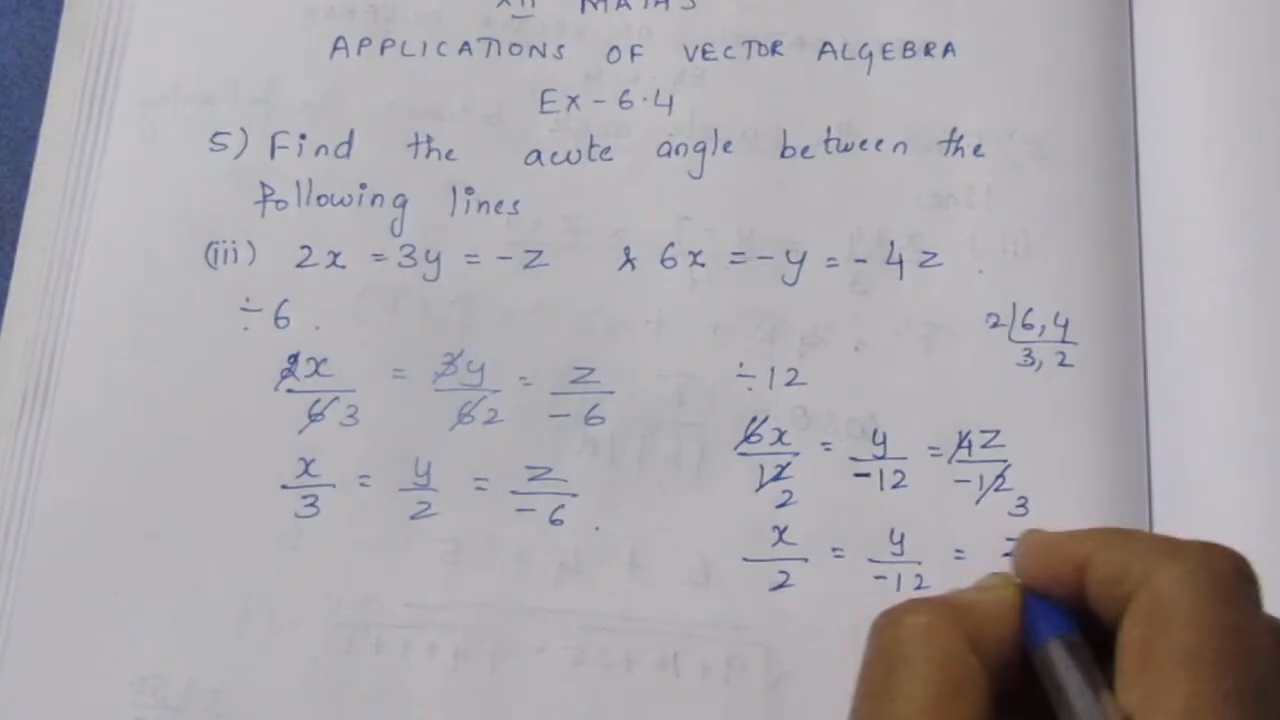 XII MATHS
APPLICATIONS OF VECTOR ALGEBRA
Ex-6.4
5) Find the acute angle between the
following lines
(iii) 2x = 3y = -z & 6x = -y = -4z
÷6.
2x/6 3 = 3y/6 2 = z/-6
x/3 = y/2 = z/-6.
2|6,4
3,2
÷12
6x/12 2 = y/-12 = 4z/-12 3
x/2 = y/-12 =